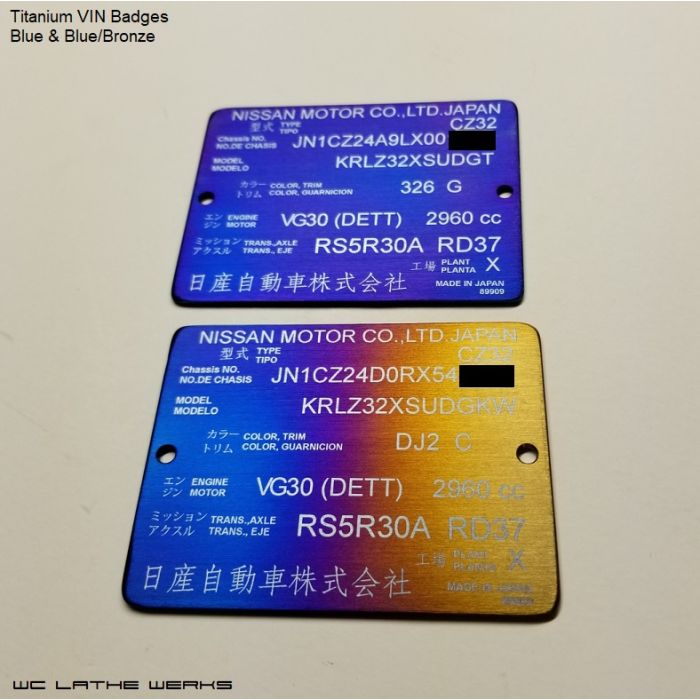 Titanium VIN Badges
Blue & Blue/Bronze
NISSAN MOTOR CO.,LTD.JAPAN
型式 TYPE TIPO CZ32
Chassis NO. NO.DE CHASIS JN1CZ24A9LX00
MODEL MODELO KRLZ32XSUDGT
カラー トリム COLOR, TRIM COLOR, GUARNICION 326 G
エン ジン ENGINE MOTOR VG30 (DETT) 2960 cc
ミッション アクスル TRANS.,AXLE TRANS., EJE RS5R30A RD37
工場 PLANT PLANTA X
日産自動車株式会社 MADE IN JAPAN
89909
NISSAN MOTOR CO.,LTD.JAPAN
型式 TYPE TIPO CZ32
Chassis NO. NO.DE CHASIS JN1CZ24D0RX54
MODEL MODELO KRLZ32XSUDGKW
カラー トリム COLOR, TRIM COLOR, GUARNICION DJ2 C
エン ジン ENGINE MOTOR VG30 (DETT) 2960 cc
ミッション アクスル TRANS.,AXLE TRANS., EJE RS5R30A RD37
工場 PLANT PLANTA X
日産自動車株式会社 MADE IN JAPAN
WC LATHE WERKS